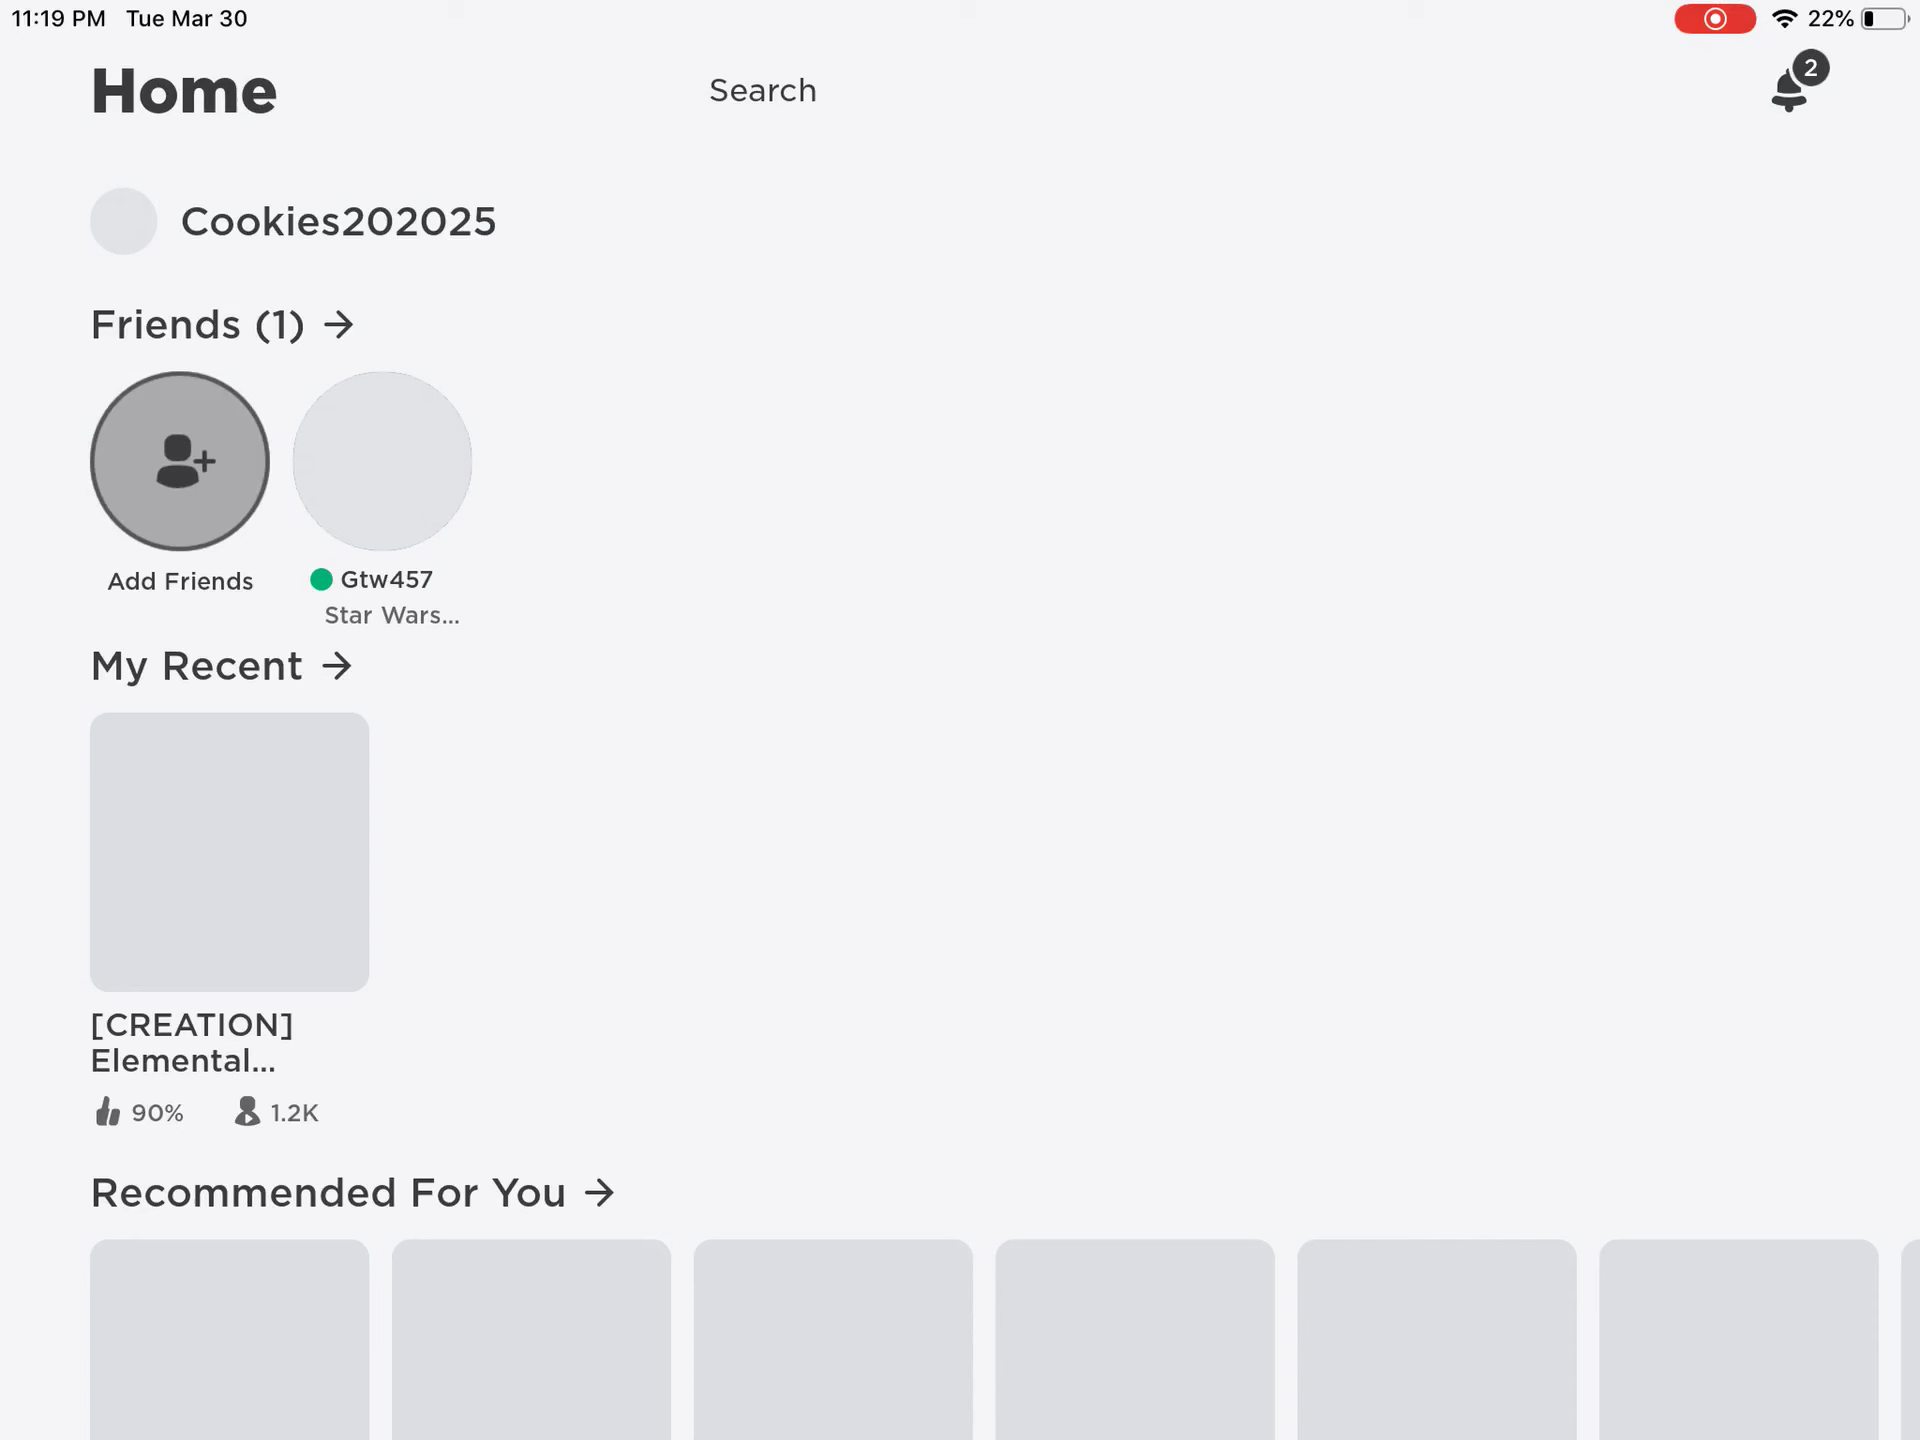 11:19 PM Tue Mar 30 22%
Home Search 2
Cookies202025
Friends (1)
Add Friends Gtw457
Star Wars...
My Recent
[CREATION]
Elemental...
90% 1.2K
Recommended For You